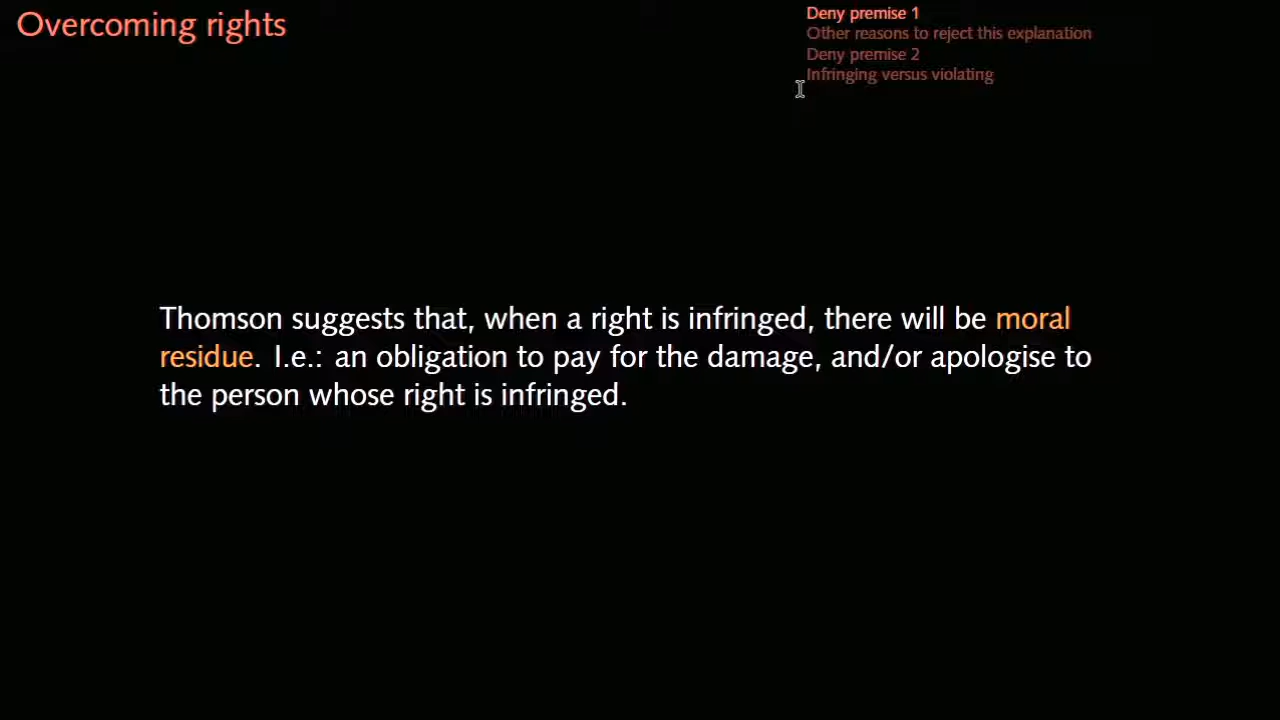 Overcoming rights
Deny premise 1
Other reasons to reject this explanation
Deny premise 2
Infringing versus violating
Thomson suggests that, when a right is infringed, there will be moral
residue. I.e.: an obligation to pay for the damage, and/or apologise to
the person whose right is infringed.